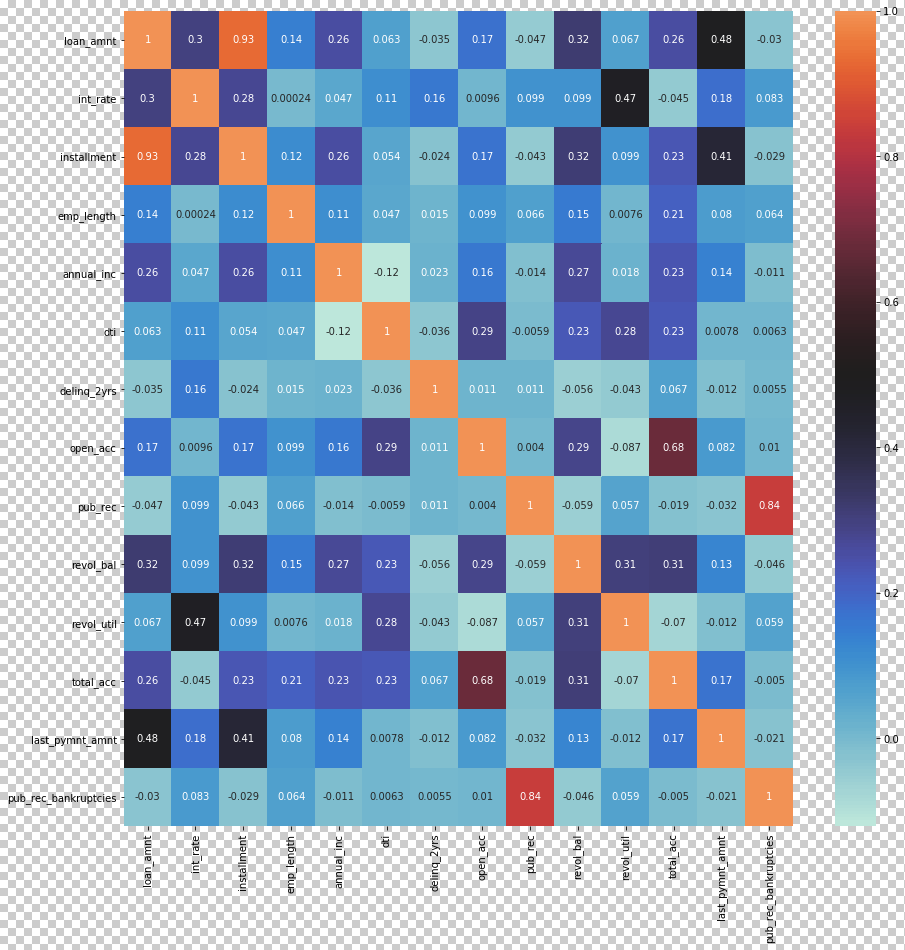 loan_amnt 1 0.3 0.93 0.14 0.26 0.063 -0.035 0.17 -0.047 0.32 0.067 0.26 0.48 -0.03
int_rate 0.3 1 0.28 0.00024 0.047 0.11 0.16 0.0096 0.099 0.099 0.47 -0.045 0.18 0.083
installment 0.93 0.28 1 0.12 0.26 0.054 -0.024 0.17 -0.043 0.32 0.099 0.23 0.41 -0.029
emp_length 0.14 0.00024 0.12 1 0.11 0.047 0.015 0.099 0.066 0.15 0.0076 0.21 0.08 0.064
annual_inc 0.26 0.047 0.26 0.11 1 -0.12 0.023 0.16 -0.014 0.27 0.018 0.23 0.14 -0.011
dti 0.063 0.11 0.054 0.047 -0.12 1 -0.036 0.29 -0.0059 0.23 0.28 0.23 0.0078 0.0063
delinq_2yrs -0.035 0.16 -0.024 0.015 0.023 -0.036 1 0.011 0.011 -0.056 -0.043 0.067 -0.012 0.0055
open_acc 0.17 0.0096 0.17 0.099 0.16 0.29 0.011 1 0.004 0.29 -0.087 0.68 0.082 0.01
pub_rec -0.047 0.099 -0.043 0.066 -0.014 -0.0059 0.011 0.004 1 -0.059 0.057 -0.019 -0.032 0.84
revol_bal 0.32 0.099 0.32 0.15 0.27 0.23 -0.056 0.29 -0.059 1 0.31 0.31 0.13 -0.046
revol_util 0.067 0.47 0.099 0.0076 0.018 0.28 -0.043 -0.087 0.057 0.31 1 -0.07 -0.012 0.059
total_acc 0.26 -0.045 0.23 0.21 0.23 0.23 0.067 0.68 -0.019 0.31 -0.07 1 0.17 -0.005
last_pymnt_amnt 0.48 0.18 0.41 0.08 0.14 0.0078 -0.012 0.082 -0.032 0.13 -0.012 0.17 1 -0.021
pub_rec_bankruptcies -0.03 0.083 -0.029 0.064 -0.011 0.0063 0.0055 0.01 0.84 -0.046 0.059 -0.005 -0.021 1
loan_amnt
int_rate
installment
emp_length
annual_inc
dti
delinq_2yrs
open_acc
pub_rec
revol_bal
revol_util
total_acc
last_pymnt_amnt
pub_rec_bankruptcies
1.0
0.8
0.6
0.4
0.2
0.0